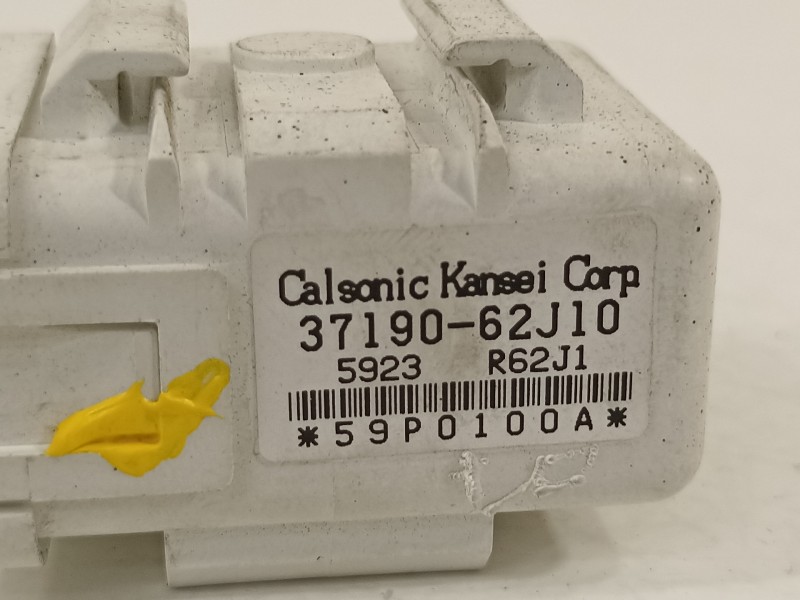 Calsonic Kansei Corp.
37190-62J10
5923 R62J1
*59P0100A*